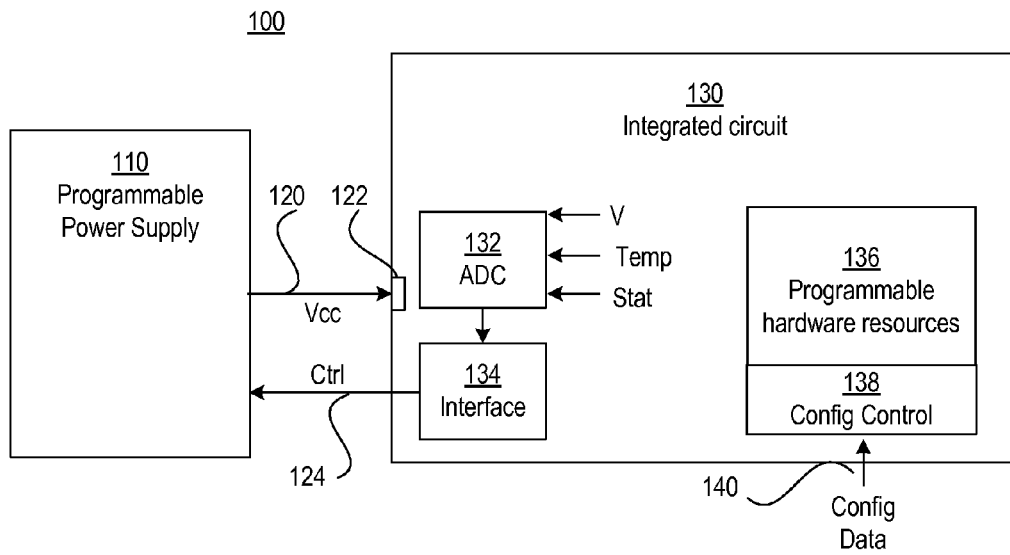 100
130
Integrated circuit
110
Programmable
Power Supply
120
122
132
ADC
V
Temp
Stat
136
Programmable
hardware resources
Vcc
Ctrl
134
Interface
138
Config Control
124
140
Config
Data